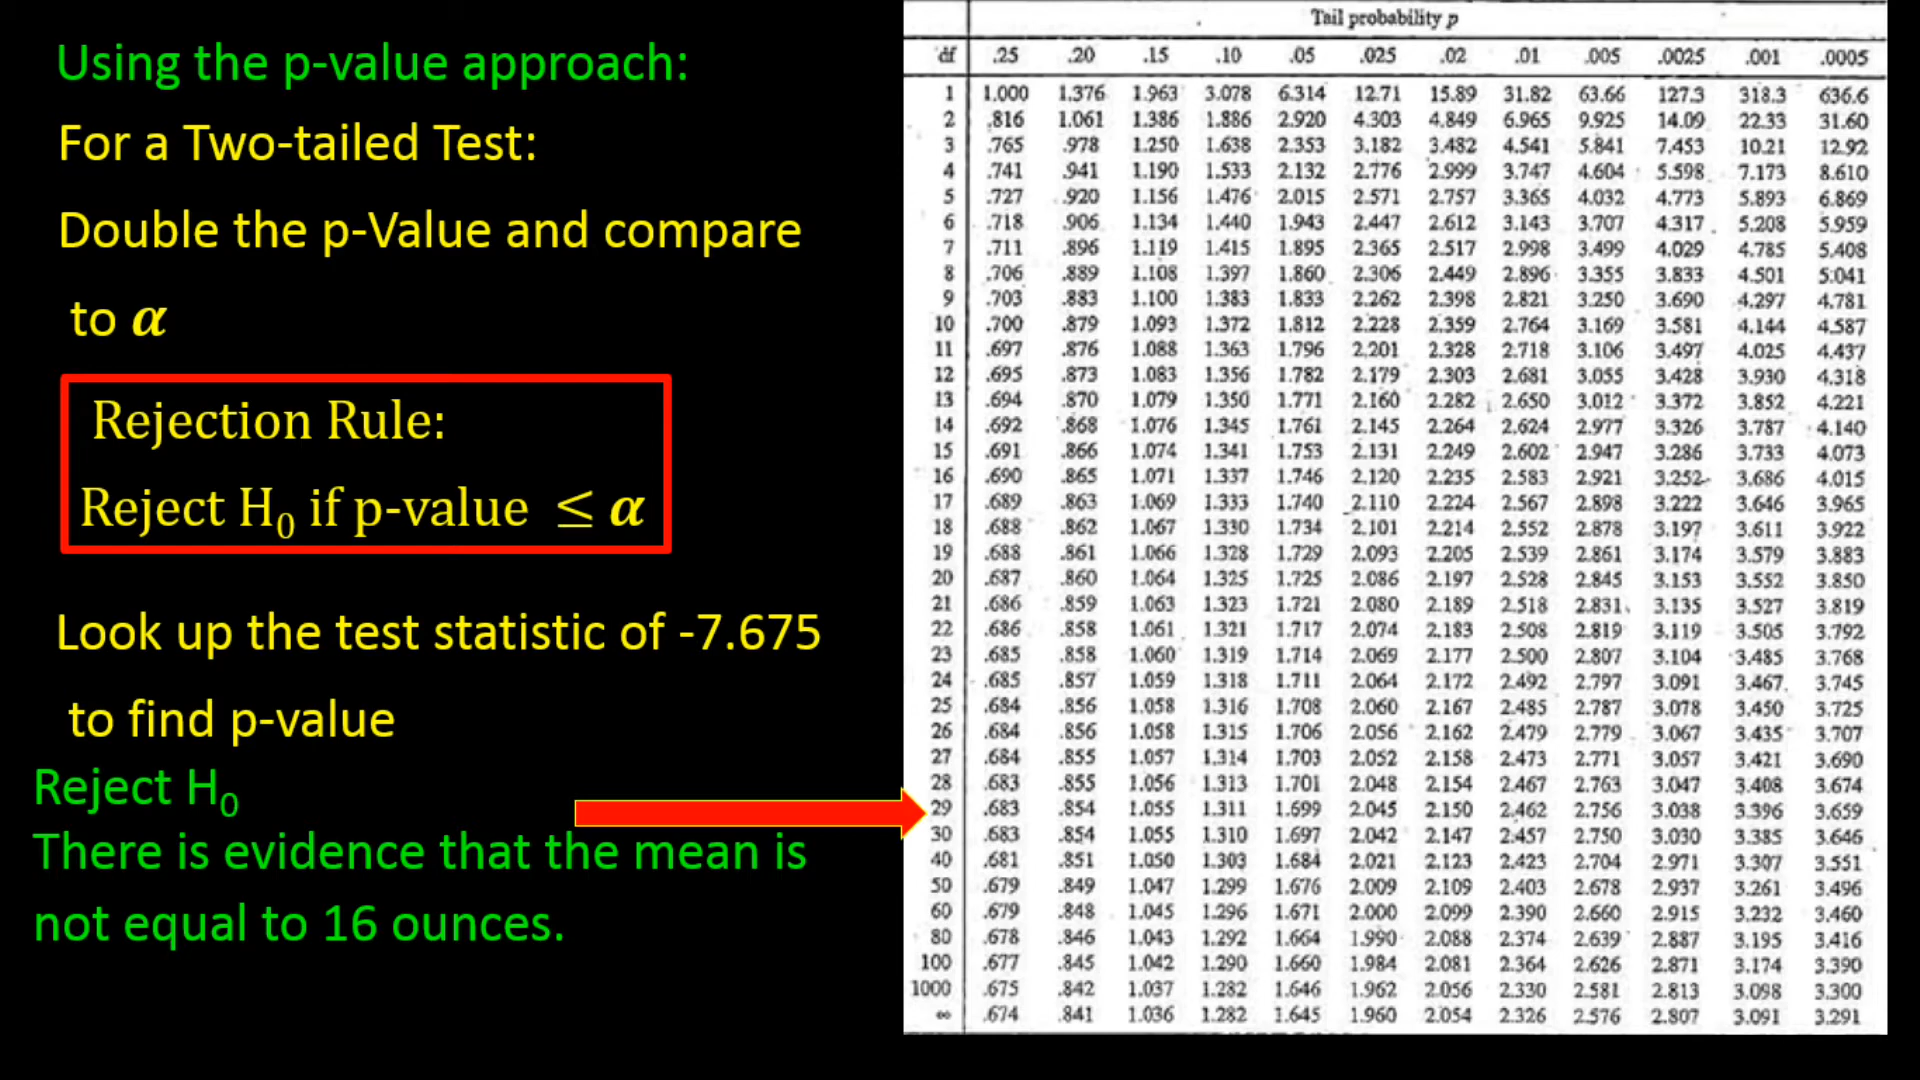 Using the p-value approach:
For a Two-tailed Test:
Double the p-Value and compare
to α
Rejection Rule:
Reject H₀ if p-value ≤ α
Look up the test statistic of -7.675
to find p-value
Reject H₀
There is evidence that the mean is
not equal to 16 ounces.
Tail probability p
df .25 .20 .15 .10 .05 .025 .02 .01 .005 .0025 .001 .0005
1 1.000 1.376 1.963 3.078 6.314 12.71 15.89 31.82 63.66 127.3 318.3 636.6
2 .816 1.061 1.386 1.886 2.920 4.303 4.849 6.965 9.925 14.09 22.33 31.60
3 .765 .978 1.250 1.638 2.353 3.182 3.482 4.541 5.841 7.453 10.21 12.92
4 .741 .941 1.190 1.533 2.132 2.776 2.999 3.747 4.604 5.598 7.173 8.610
5 .727 .920 1.156 1.476 2.015 2.571 2.757 3.365 4.032 4.773 5.893 6.869
6 .718 .906 1.134 1.440 1.943 2.447 2.612 3.143 3.707 4.317 5.208 5.959
7 .711 .896 1.119 1.415 1.895 2.365 2.517 2.998 3.499 4.029 4.785 5.408
8 .706 .889 1.108 1.397 1.860 2.306 2.449 2.896 3.355 3.833 4.501 5.041
9 .703 .883 1.100 1.383 1.833 2.262 2.398 2.821 3.250 3.690 4.297 4.781
10 .700 .879 1.093 1.372 1.812 2.228 2.359 2.764 3.169 3.581 4.144 4.587
11 .697 .876 1.088 1.363 1.796 2.201 2.328 2.718 3.106 3.497 4.025 4.437
12 .695 .873 1.083 1.356 1.782 2.179 2.303 2.681 3.055 3.428 3.930 4.318
13 .694 .870 1.079 1.350 1.771 2.160 2.282 2.650 3.012 3.372 3.852 4.221
14 .692 .868 1.076 1.345 1.761 2.145 2.264 2.624 2.977 3.326 3.787 4.140
15 .691 .866 1.074 1.341 1.753 2.131 2.249 2.602 2.947 3.286 3.733 4.073
16 .690 .865 1.071 1.337 1.746 2.120 2.235 2.583 2.921 3.252 3.686 4.015
17 .689 .863 1.069 1.333 1.740 2.110 2.224 2.567 2.898 3.222 3.646 3.965
18 .688 .862 1.067 1.330 1.734 2.101 2.214 2.552 2.878 3.197 3.611 3.922
19 .688 .861 1.066 1.328 1.729 2.093 2.205 2.539 2.861 3.174 3.579 3.883
20 .687 .860 1.064 1.325 1.725 2.086 2.197 2.528 2.845 3.153 3.552 3.850
21 .686 .859 1.063 1.323 1.721 2.080 2.189 2.518 2.831 3.135 3.527 3.819
22 .686 .858 1.061 1.321 1.717 2.074 2.183 2.508 2.819 3.119 3.505 3.792
23 .685 .858 1.060 1.319 1.714 2.069 2.177 2.500 2.807 3.104 3.485 3.768
24 .685 .857 1.059 1.318 1.711 2.064 2.172 2.492 2.797 3.091 3.467 3.745
25 .684 .856 1.058 1.316 1.708 2.060 2.167 2.485 2.787 3.078 3.450 3.725
26 .684 .856 1.058 1.315 1.706 2.056 2.162 2.479 2.779 3.067 3.435 3.707
27 .684 .855 1.057 1.314 1.703 2.052 2.158 2.473 2.771 3.057 3.421 3.690
28 .683 .855 1.056 1.313 1.701 2.048 2.154 2.467 2.763 3.047 3.408 3.674
29 .683 .854 1.055 1.311 1.699 2.045 2.150 2.462 2.756 3.038 3.396 3.659
30 .683 .854 1.055 1.310 1.697 2.042 2.147 2.457 2.750 3.030 3.385 3.646
40 .681 .851 1.050 1.303 1.684 2.021 2.123 2.423 2.704 2.971 3.307 3.551
50 .679 .849 1.047 1.299 1.676 2.009 2.109 2.403 2.678 2.937 3.261 3.496
60 .679 .848 1.045 1.296 1.671 2.000 2.099 2.390 2.660 2.915 3.232 3.460
80 .678 .846 1.043 1.292 1.664 1.990 2.088 2.374 2.639 2.887 3.195 3.416
100 .677 .845 1.042 1.290 1.660 1.984 2.081 2.364 2.626 2.871 3.174 3.390
1000 .675 .842 1.037 1.282 1.646 1.962 2.056 2.330 2.581 2.813 3.098 3.300
∞ .674 .841 1.036 1.282 1.645 1.960 2.054 2.326 2.576 2.807 3.091 3.291